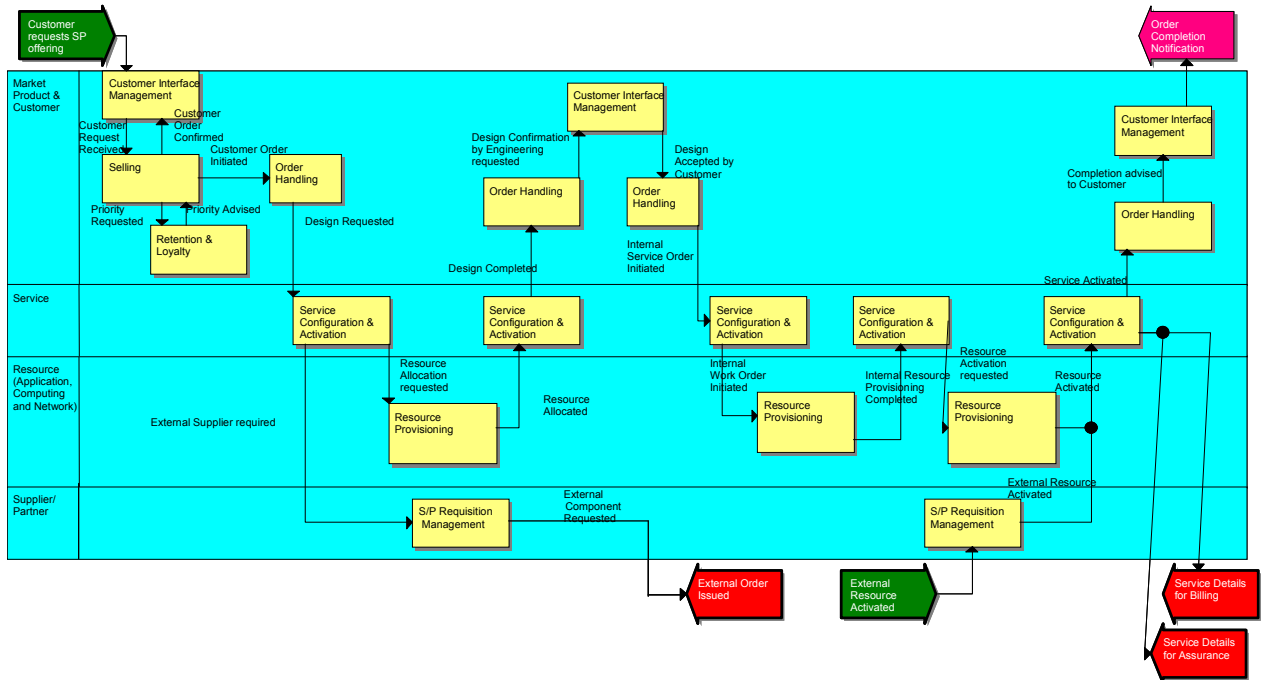 Customer
requests SP
offering
Order
Completion
Notification
Market
Product &
Customer
Customer Interface
Management
Customer
Request
Received
Customer
Order
Confirmed
Selling
Customer Order
Initiated
Order
Handling
Priority
Requested
Priority Advised
Retention &
Loyalty
Design Requested
Design Confirmation
by Engineering
requested
Customer Interface
Management
Design
Accepted by
Customer
Order Handling
Order
Handling
Design Completed
Internal
Service Order
Initiated
Customer Interface
Management
Completion advised
to Customer
Order Handling
Service Activated
Service
Service
Configuration &
Activation
Service
Configuration &
Activation
Service
Configuration &
Activation
Service
Configuration &
Activation
Service
Configuration &
Activation
Resource
(Application,
Computing
and Network)
External Supplier required
Resource
Allocation
requested
Resource
Provisioning
Resource
Allocated
Internal
Work Order
Initiated
Resource
Provisioning
Internal Resource
Provisioning
Completed
Resource
Activation
requested
Resource
Provisioning
Resource
Activated
Supplier/
Partner
S/P Requisition
Management
External
Component
Requested
S/P Requisition
Management
External Resource
Activated
External Order
Issued
External
Resource
Activated
Service Details
for Billing
Service Details
for Assurance